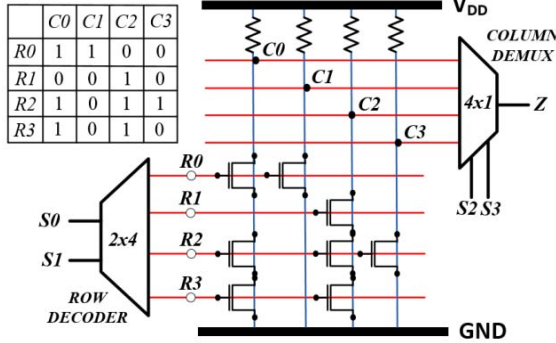 V_DD
C0 C1 C2 C3
R0 1 1 0 0
R1 0 0 1 0
R2 1 0 1 1
R3 1 0 1 0
COLUMN
DEMUX
C0
C1
C2
C3
4x1
Z
S2 S3
R0
R1
R2
R3
S0
S1
2x4
ROW
DECODER
GND